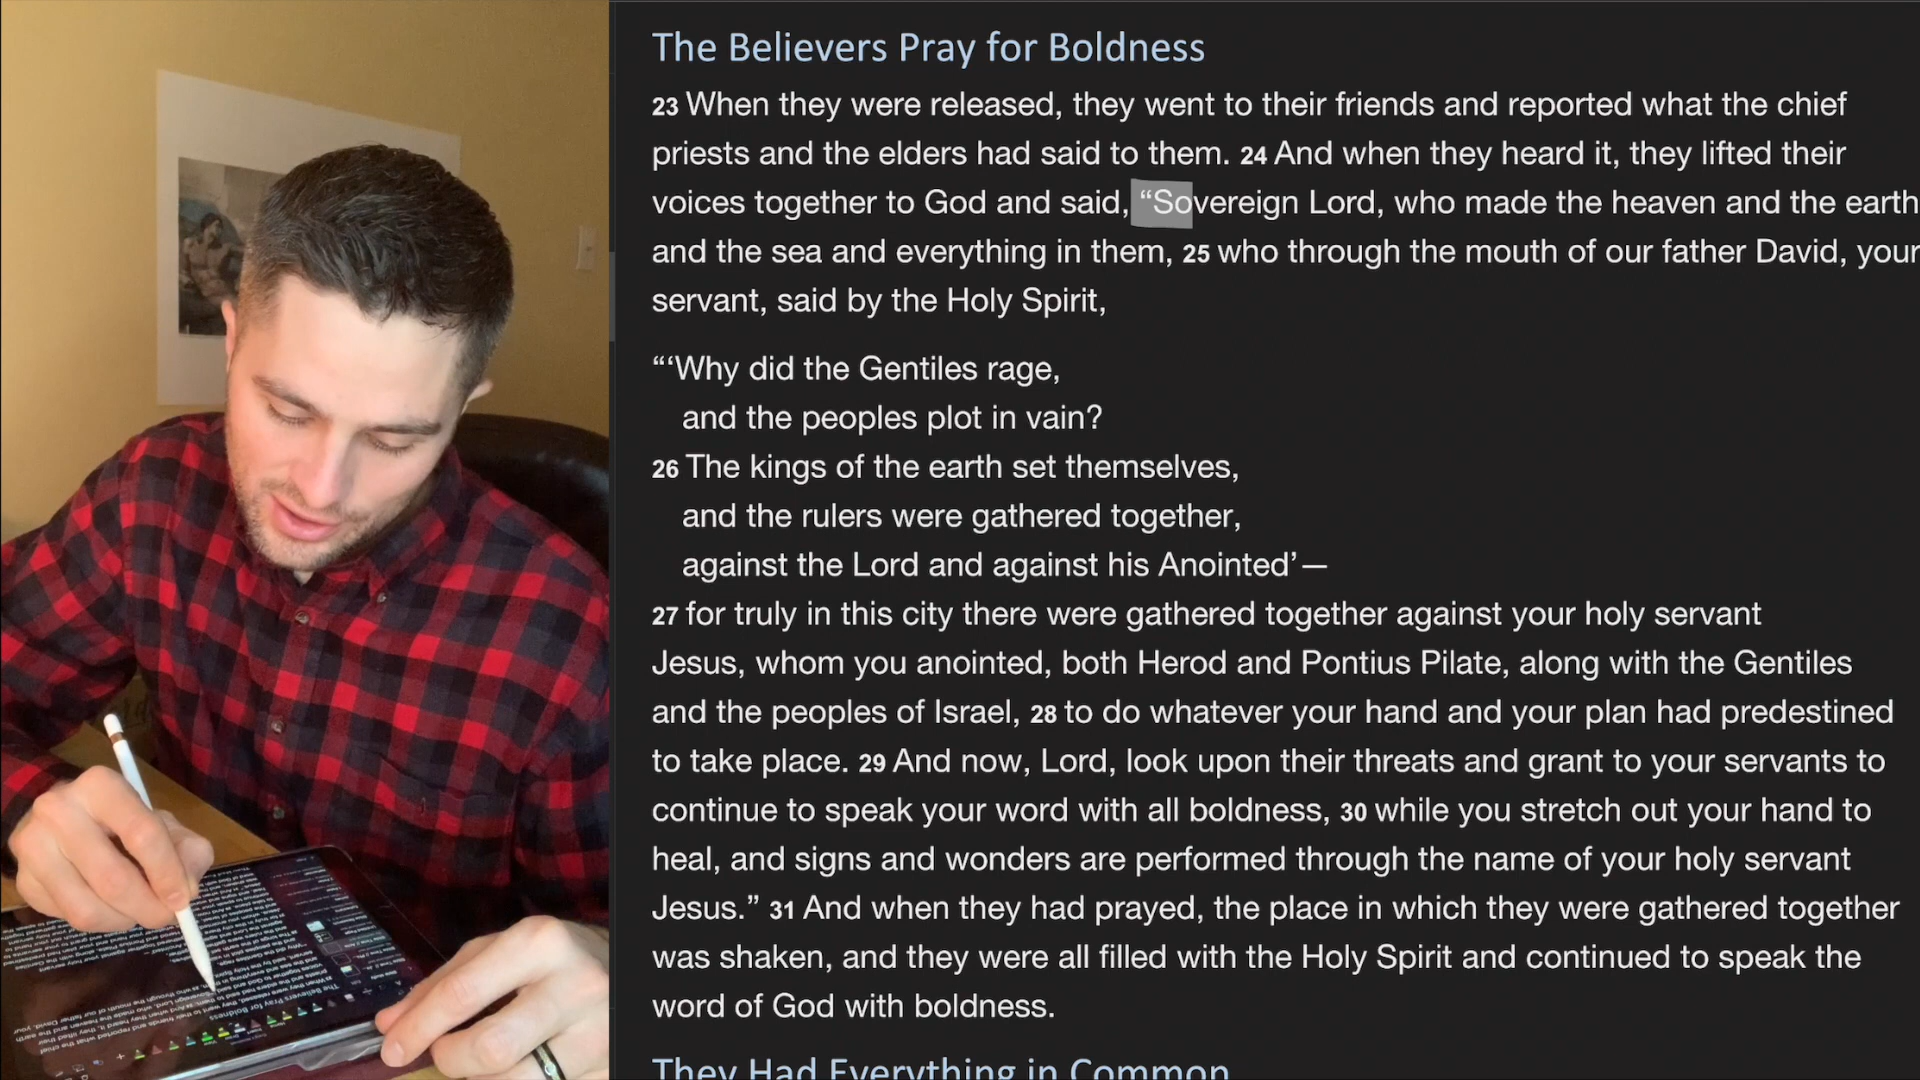 The Believers Pray for Boldness
23 When they were released, they went to their friends and reported what the chief
priests and the elders had said to them. 24 And when they heard it, they lifted their
voices together to God and said, “Sovereign Lord, who made the heaven and the earth
and the sea and everything in them, 25 who through the mouth of our father David, your
servant, said by the Holy Spirit,
“‘Why did the Gentiles rage,
and the peoples plot in vain?
26 The kings of the earth set themselves,
and the rulers were gathered together,
against the Lord and against his Anointed’—
27 for truly in this city there were gathered together against your holy servant
Jesus, whom you anointed, both Herod and Pontius Pilate, along with the Gentiles
and the peoples of Israel, 28 to do whatever your hand and your plan had predestined
to take place. 29 And now, Lord, look upon their threats and grant to your servants to
continue to speak your word with all boldness, 30 while you stretch out your hand to
heal, and signs and wonders are performed through the name of your holy servant
Jesus.” 31 And when they had prayed, the place in which they were gathered together
was shaken, and they were all filled with the Holy Spirit and continued to speak the
word of God with boldness.
They Had Everything in Common